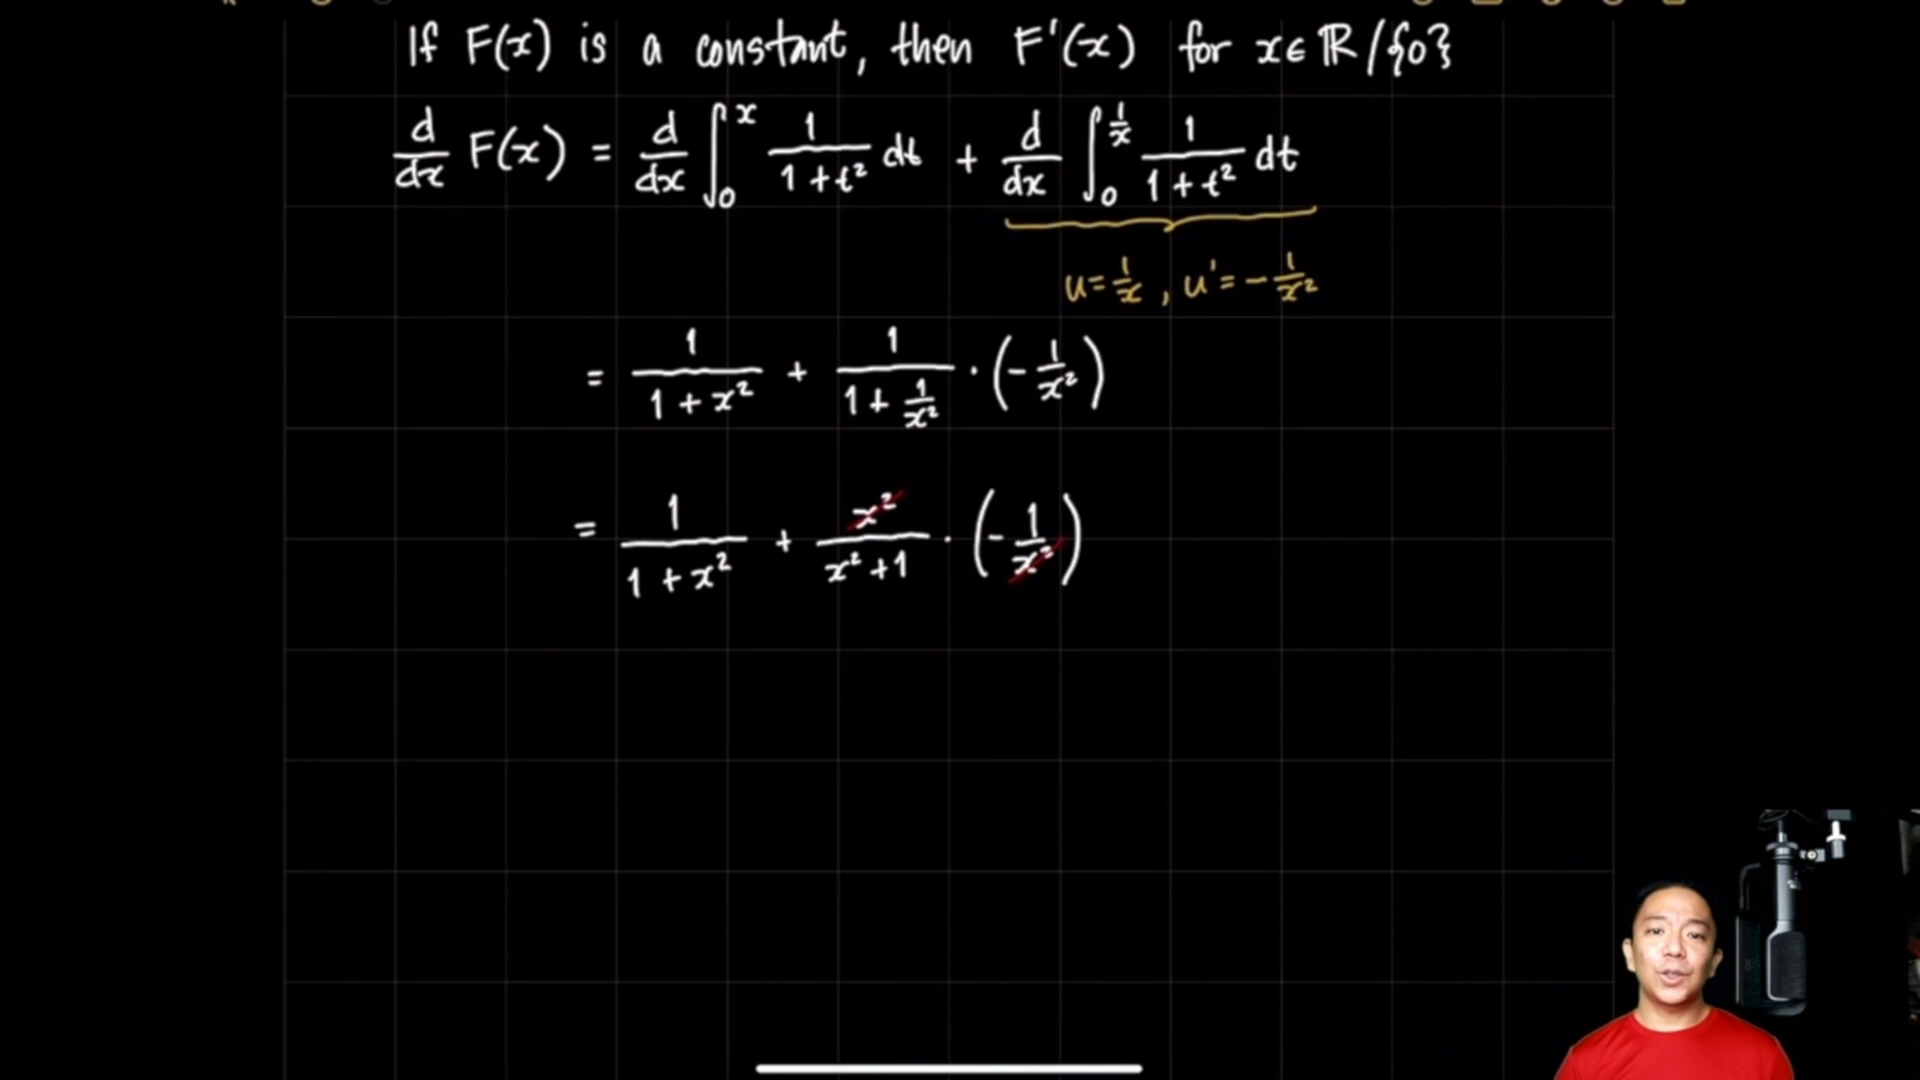 If F(x) is a constant, then F'(x) for x∈ℝ/{0}
d/dx F(x) = d/dx ∫₀ˣ 1/(1+t²) dt + d/dx ∫₀^(1/x) 1/(1+t²) dt
u=1/x, u'=-1/x²
= 1/(1+x²) + 1/(1+1/x²) · (-1/x²)
= 1/(1+x²) + x²/(x²+1) · (-1/x²)